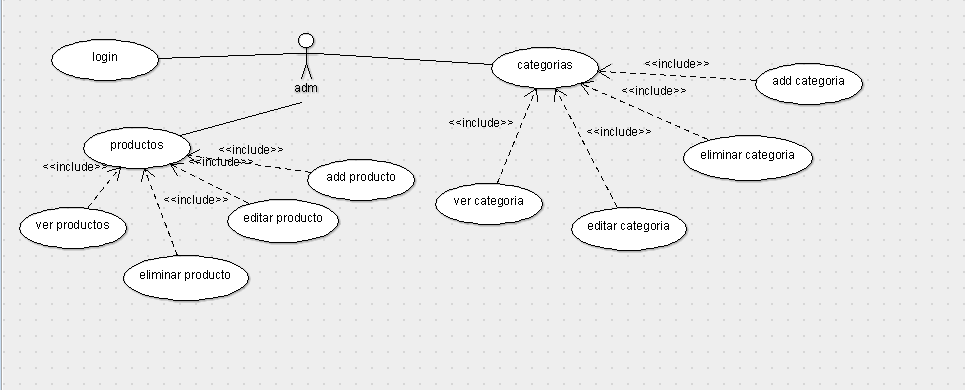 login
adm
categorias
<<include>>
add categoria
<<include>>
<<include>>
<<include>>
eliminar categoria
productos
<<include>>
<<include>>
<<include>>
add producto
<<include>>
ver categoria
editar producto
ver productos
editar categoria
eliminar producto